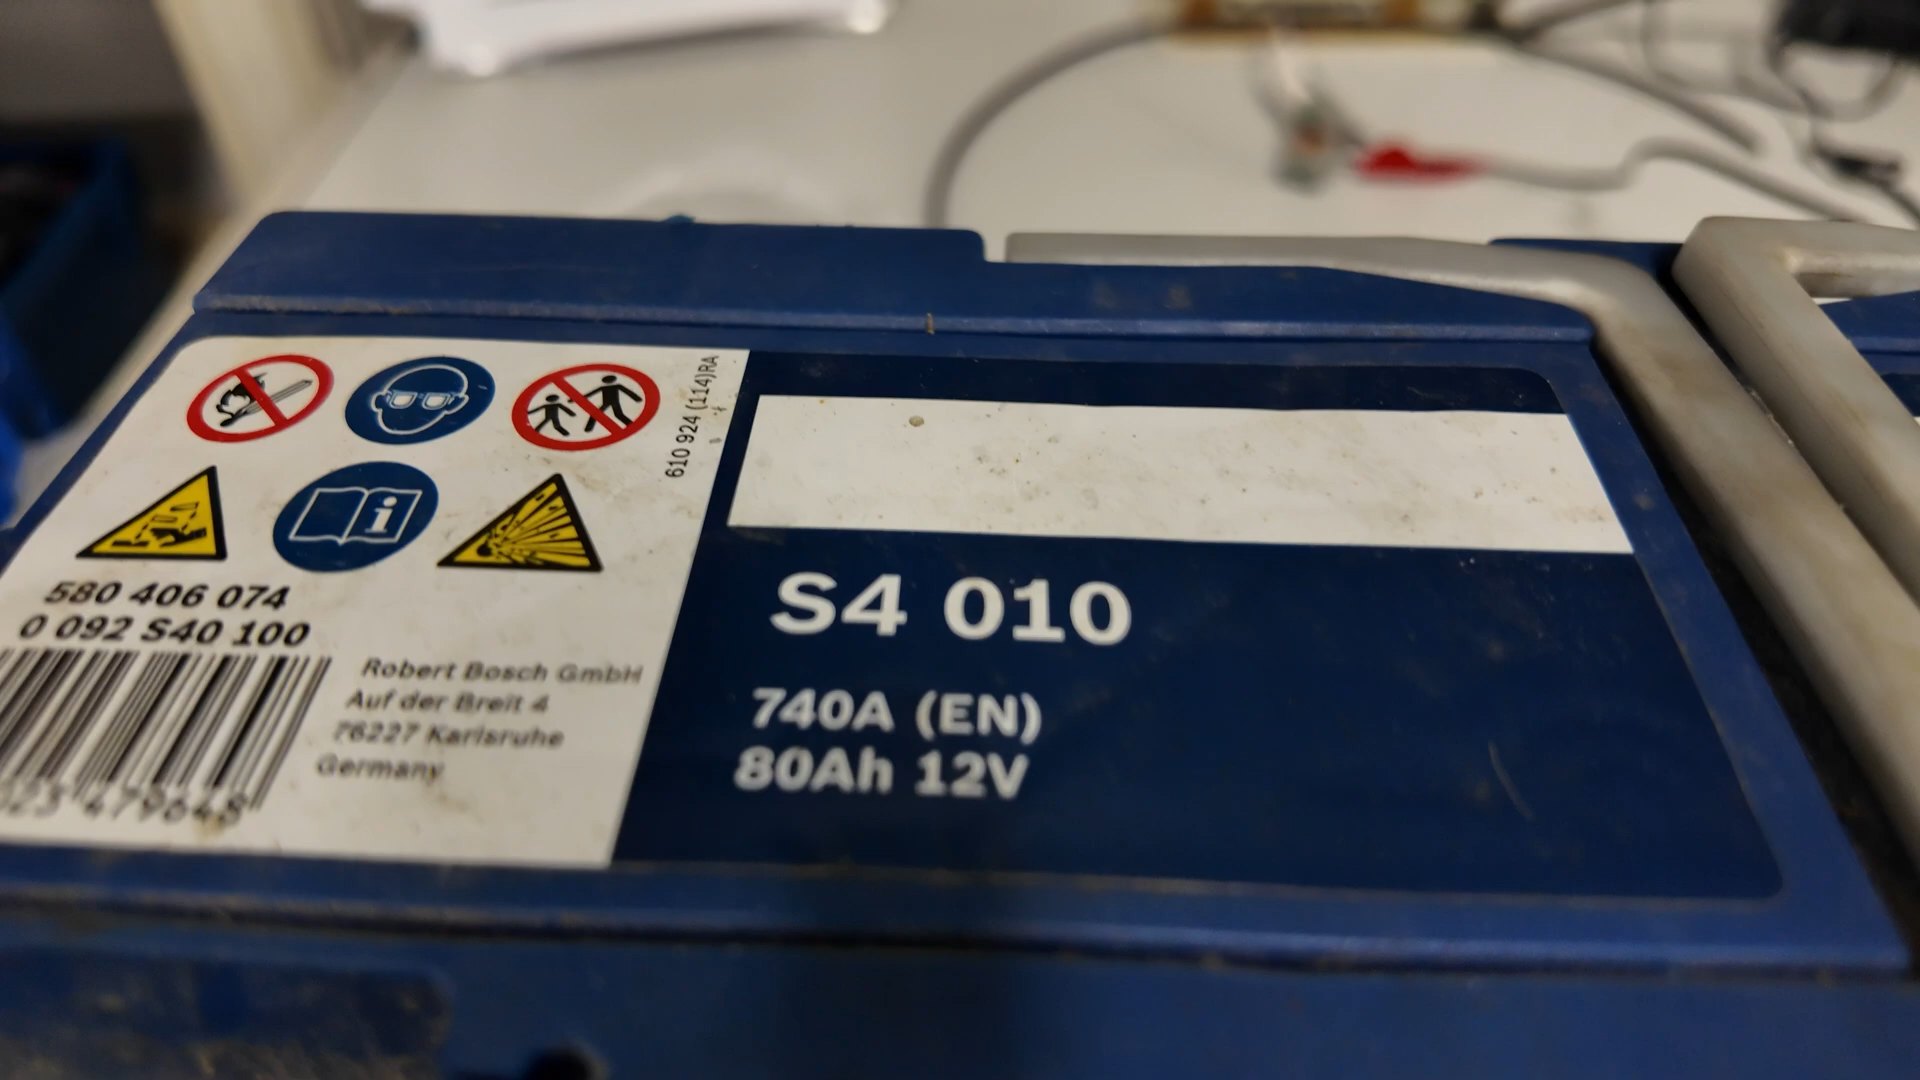 610 924 (114)RA
580 406 074
0 092 S40 100
Robert Bosch GmbH
Auf der Breit 4
76227 Karlsruhe
Germany
S4 010
740A (EN)
80Ah 12V